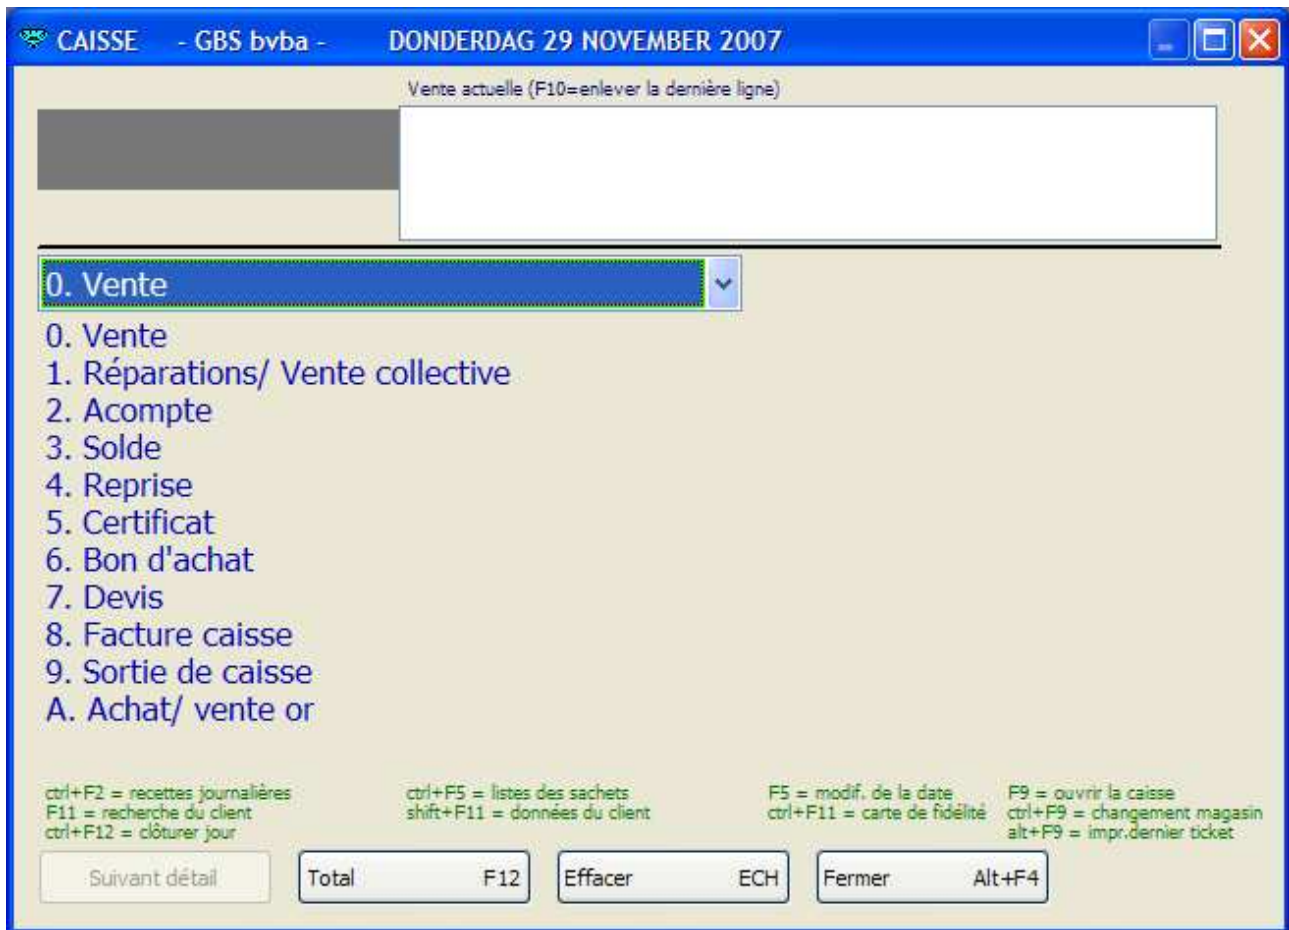 CAISSE - GBS bvba - DONDERDAG 29 NOVEMBER 2007
Vente actuelle (F10=enlever la dernière ligne)
0. Vente
0. Vente
1. Réparations/ Vente collective
2. Acompte
3. Solde
4. Reprise
5. Certificat
6. Bon d'achat
7. Devis
8. Facture caisse
9. Sortie de caisse
A. Achat/ vente or
ctrl+F2 = recettes journalières
F11 = recherche du client
ctrl+F12 = clôturer jour
ctrl+F5 = listes des sachets
shift+F11 = données du client
F5 = modif. de la date
ctrl+F11 = carte de fidélité
F9 = ouvrir la caisse
ctrl+F9 = changement magasin
alt+F9 = impr.dernier ticket
Suivant détail
Total F12
Effacer ECH
Fermer Alt+F4